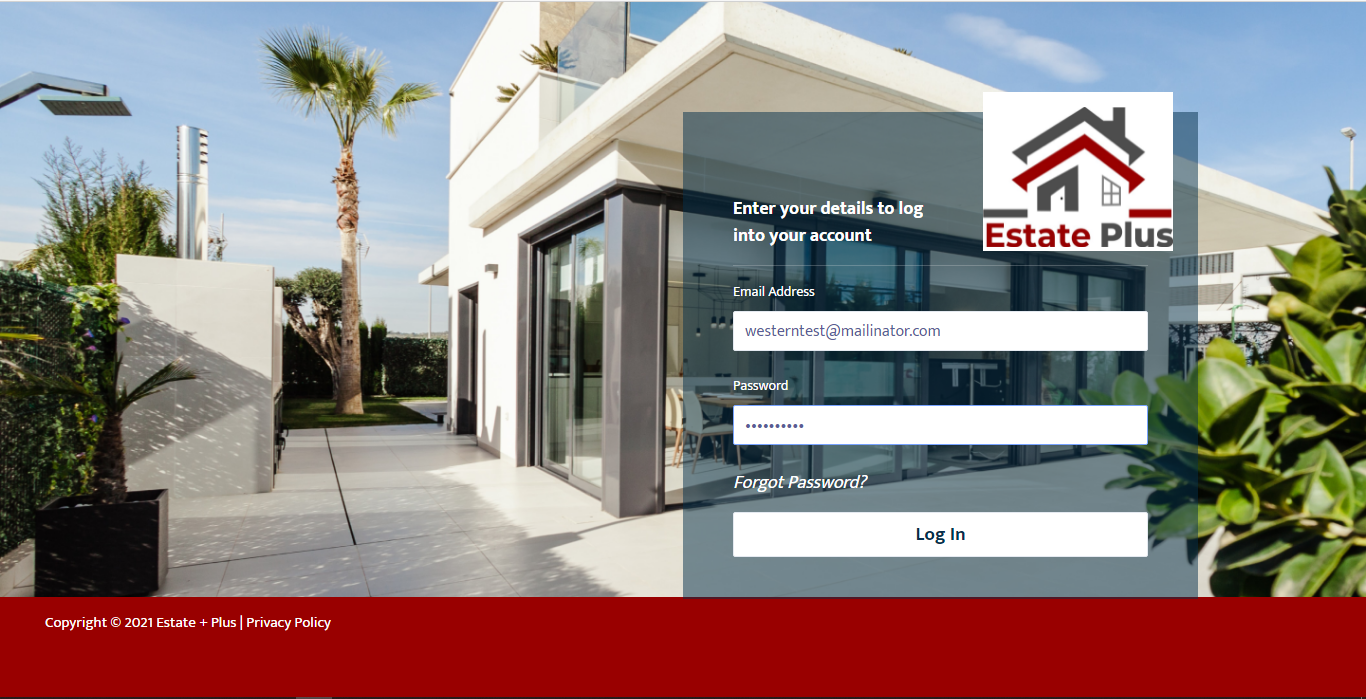 Estate Plus
Enter your details to log
into your account
Email Address
westerntest@mailinator.com
Password
••••••••••
Forgot Password?
Log In
Copyright © 2021 Estate + Plus | Privacy Policy